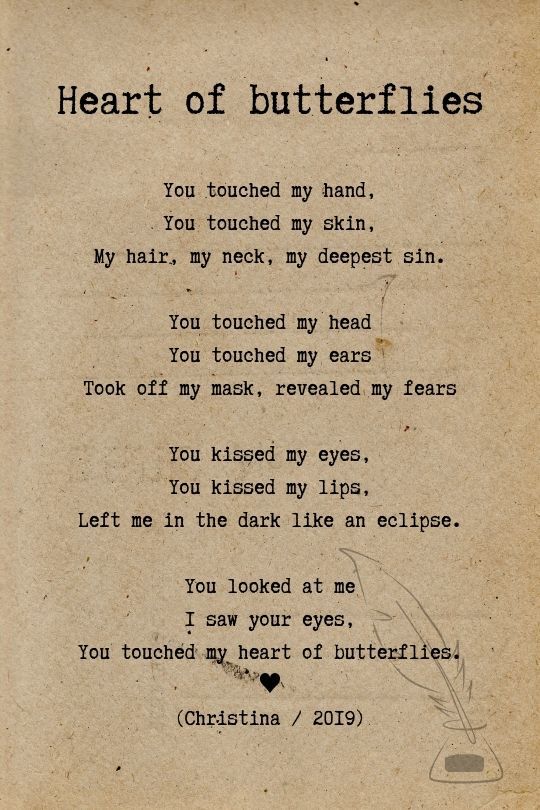 Heart of butterflies
You touched my hand,
You touched my skin,
My hair, my neck, my deepest sin.
You touched my head
You touched my ears
Took off my mask, revealed my fears
You kissed my eyes,
You kissed my lips,
Left me in the dark like an eclipse.
You looked at me
I saw your eyes,
You touched my heart of butterflies.
(Christina / 2019)